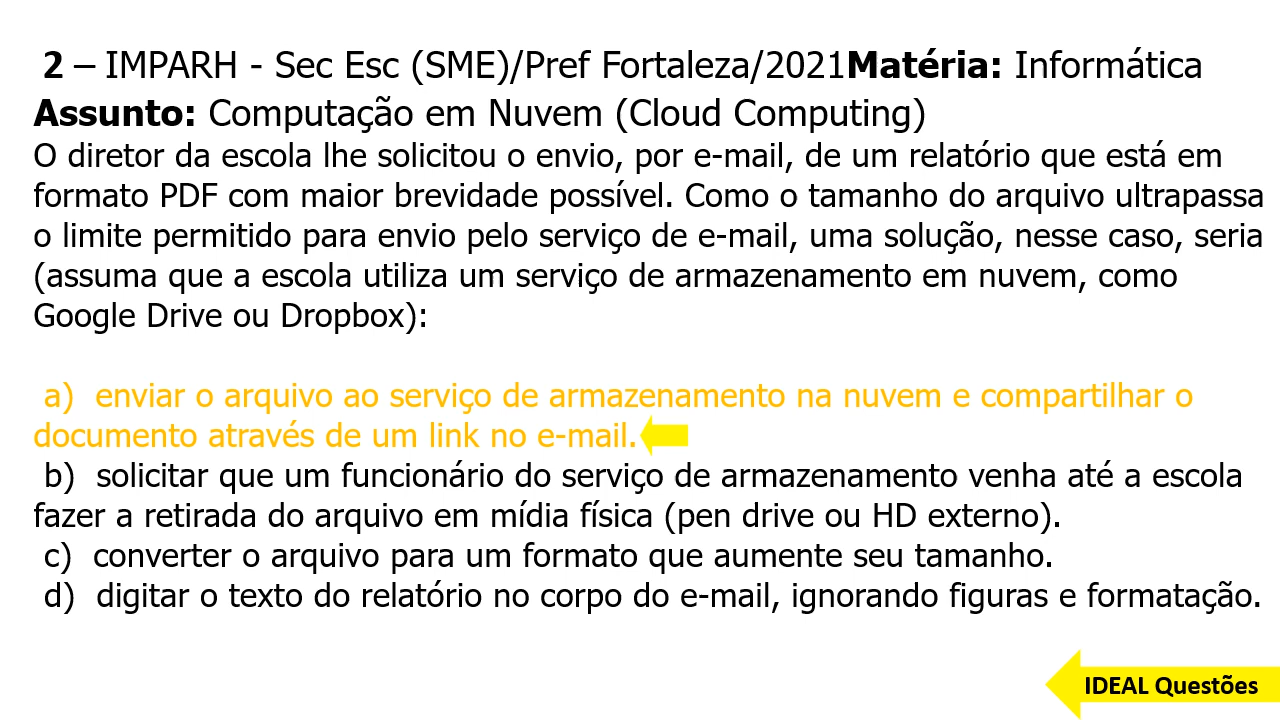 2 – IMPARH - Sec Esc (SME)/Pref Fortaleza/2021Matéria: Informática
Assunto: Computação em Nuvem (Cloud Computing)
O diretor da escola lhe solicitou o envio, por e-mail, de um relatório que está em
formato PDF com maior brevidade possível. Como o tamanho do arquivo ultrapassa
o limite permitido para envio pelo serviço de e-mail, uma solução, nesse caso, seria
(assuma que a escola utiliza um serviço de armazenamento em nuvem, como
Google Drive ou Dropbox):
a) enviar o arquivo ao serviço de armazenamento na nuvem e compartilhar o
documento através de um link no e-mail.
b) solicitar que um funcionário do serviço de armazenamento venha até a escola
fazer a retirada do arquivo em mídia física (pen drive ou HD externo).
c) converter o arquivo para um formato que aumente seu tamanho.
d) digitar o texto do relatório no corpo do e-mail, ignorando figuras e formatação.
IDEAL Questões